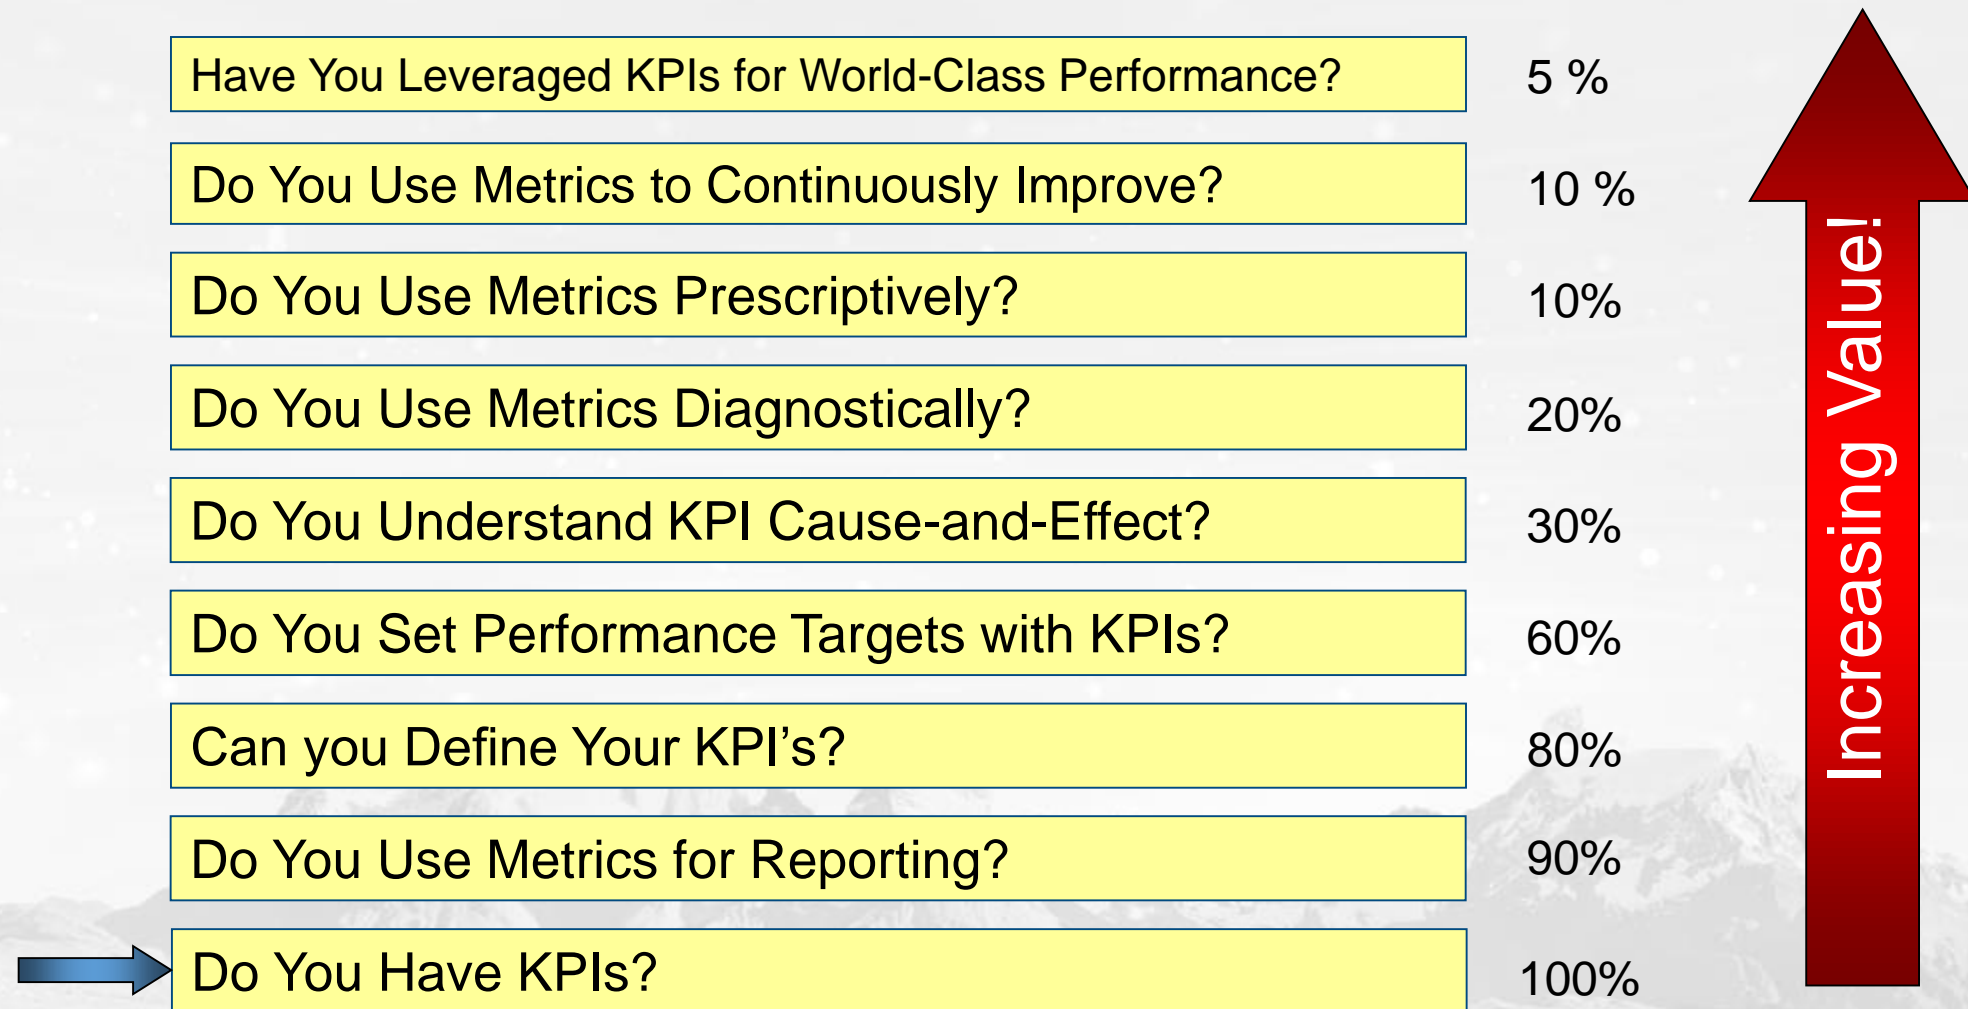 Have You Leveraged KPIs for World-Class Performance?
5 %
Do You Use Metrics to Continuously Improve?
10 %
Do You Use Metrics Prescriptively?
10%
Do You Use Metrics Diagnostically?
20%
Do You Understand KPI Cause-and-Effect?
30%
Do You Set Performance Targets with KPIs?
60%
Can you Define Your KPI’s?
80%
Do You Use Metrics for Reporting?
90%
Do You Have KPIs?
100%
Increasing Value!